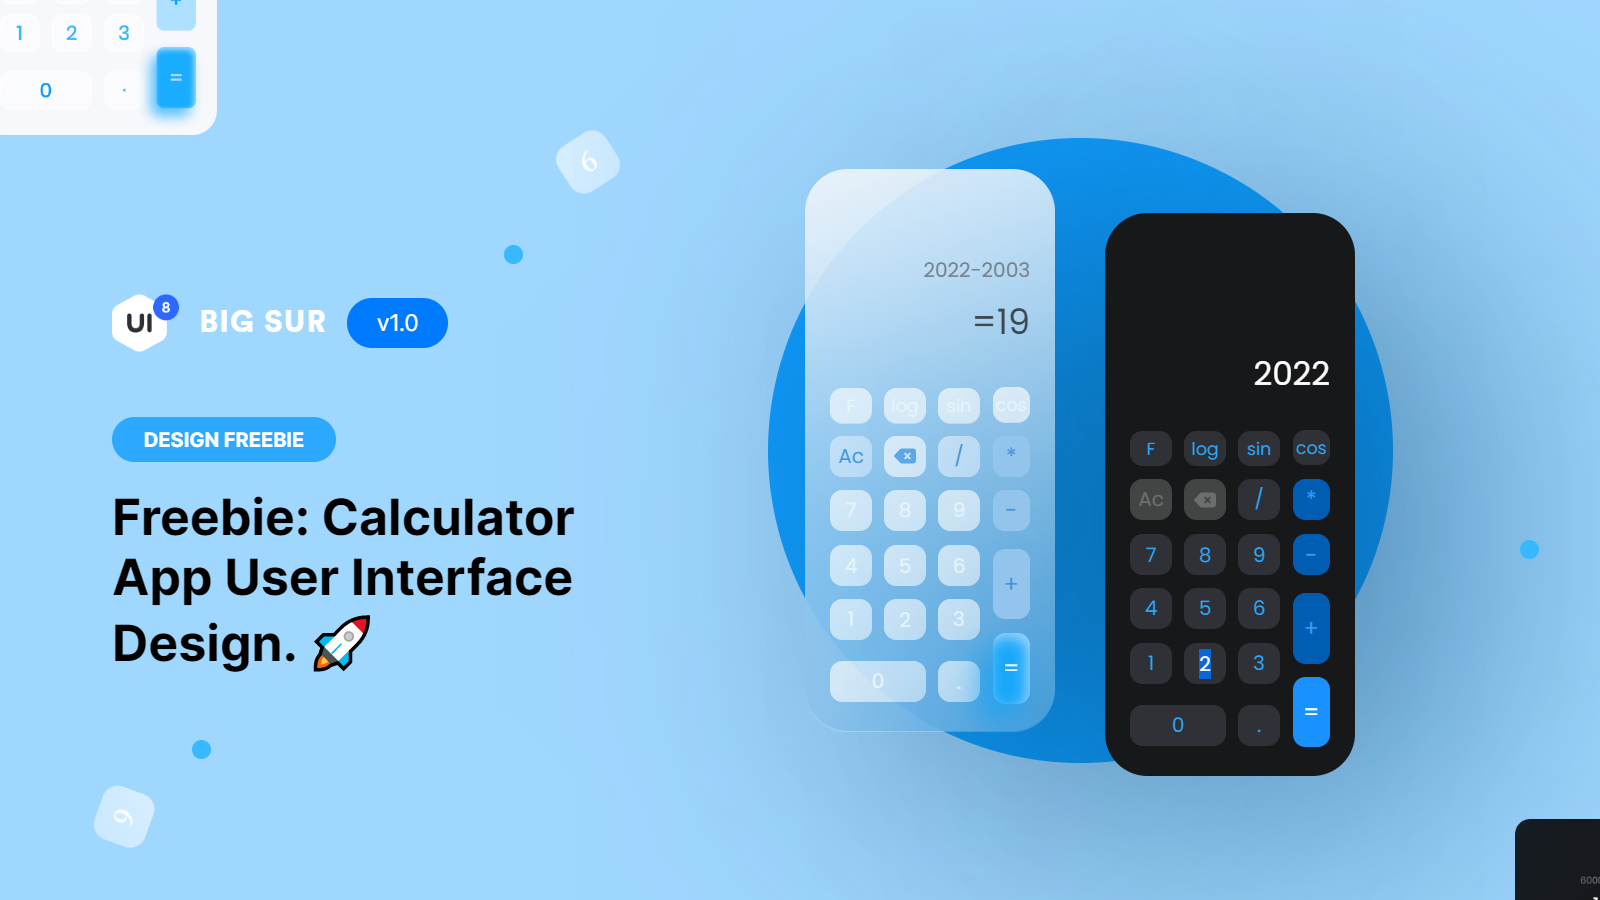 +
1 2 3
0 . =
6
UI 8 BIG SUR v1.0
DESIGN FREEBIE
Freebie: Calculator
App User Interface
Design. 🚀
6
2022-2003
=19
F log sin cos
Ac /*
7 8 9 -
4 5 6 +
1 2 3
0 . =
2022
F log sin cos
Ac / *
7 8 9 -
4 5 6 +
1 2 3
0 . =